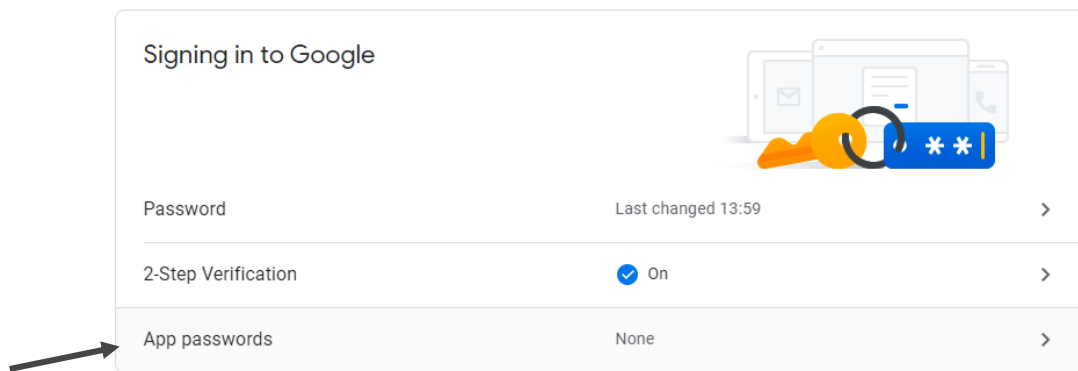 Signing in to Google
**
Password Last changed 13:59
2-Step Verification On
App passwords None